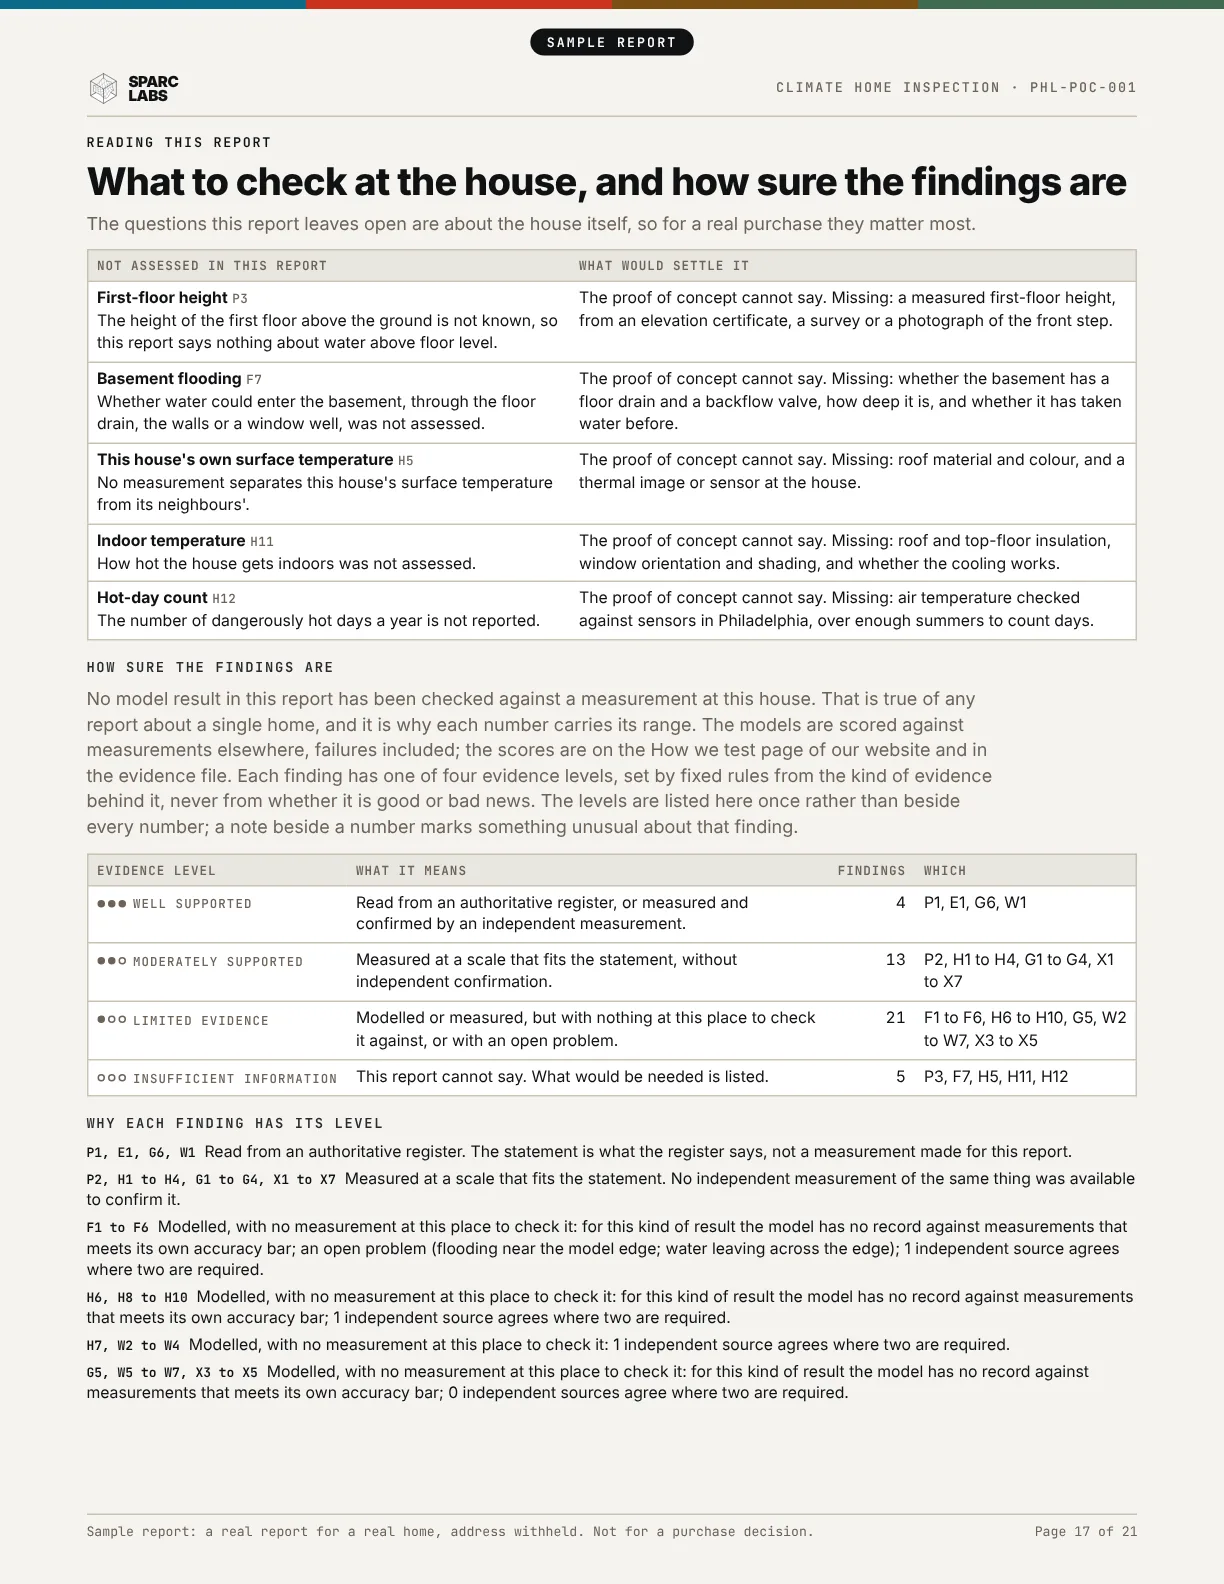 SAMPLE REPORT
SPARC
LABS
CLIMATE HOME INSPECTION · PHL-POC-001
READING THIS REPORT
What to check at the house, and how sure the findings are
The questions this report leaves open are about the house itself, so for a real purchase they matter most.
NOT ASSESSED IN THIS REPORT
WHAT WOULD SETTLE IT
First-floor height P3
The height of the first floor above the ground is not known, so
this report says nothing about water above floor level.
The proof of concept cannot say. Missing: a measured first-floor height,
from an elevation certificate, a survey or a photograph of the front step.
Basement flooding F7
Whether water could enter the basement, through the floor
drain, the walls or a window well, was not assessed.
The proof of concept cannot say. Missing: whether the basement has a
floor drain and a backflow valve, how deep it is, and whether it has taken
water before.
This house's own surface temperature H5
No measurement separates this house's surface temperature
from its neighbours'.
The proof of concept cannot say. Missing: roof material and colour, and a
thermal image or sensor at the house.
Indoor temperature H11
How hot the house gets indoors was not assessed.
The proof of concept cannot say. Missing: roof and top-floor insulation,
window orientation and shading, and whether the cooling works.
Hot-day count H12
The number of dangerously hot days a year is not reported.
The proof of concept cannot say. Missing: air temperature checked
against sensors in Philadelphia, over enough summers to count days.
HOW SURE THE FINDINGS ARE
No model result in this report has been checked against a measurement at this house. That is true of any
report about a single home, and it is why each number carries its range. The models are scored against
measurements elsewhere, failures included; the scores are on the How we test page of our website and in
the evidence file. Each finding has one of four evidence levels, set by fixed rules from the kind of evidence
behind it, never from whether it is good or bad news. The levels are listed here once rather than beside
every number; a note beside a number marks something unusual about that finding.
EVIDENCE LEVEL
WHAT IT MEANS
FINDINGS
WHICH
●●● WELL SUPPORTED
Read from an authoritative register, or measured and
confirmed by an independent measurement.
4
P1, E1, G6, W1
●●○ MODERATELY SUPPORTED
Measured at a scale that fits the statement, without
independent confirmation.
13
P2, H1 to H4, G1 to G4, X1
to X7
●○○ LIMITED EVIDENCE
Modelled or measured, but with nothing at this place to check
it against, or with an open problem.
21
F1 to F6, H6 to H10, G5, W2
to W7, X3 to X5
○○○ INSUFFICIENT INFORMATION
This report cannot say. What would be needed is listed.
5
P3, F7, H5, H11, H12
WHY EACH FINDING HAS ITS LEVEL
P1, E1, G6, W1 Read from an authoritative register. The statement is what the register says, not a measurement made for this report.
P2, H1 to H4, G1 to G4, X1 to X7 Measured at a scale that fits the statement. No independent measurement of the same thing was available
to confirm it.
F1 to F6 Modelled, with no measurement at this place to check it: for this kind of result the model has no record against measurements that
meets its own accuracy bar; an open problem (flooding near the model edge; water leaving across the edge); 1 independent source agrees
where two are required.
H6, H8 to H10 Modelled, with no measurement at this place to check it: for this kind of result the model has no record against measurements
that meets its own accuracy bar; 1 independent source agrees where two are required.
H7, W2 to W4 Modelled, with no measurement at this place to check it: 1 independent source agrees where two are required.
G5, W5 to W7, X3 to X5 Modelled, with no measurement at this place to check it: for this kind of result the model has no record against
measurements that meets its own accuracy bar; 0 independent sources agree where two are required.
Sample report: a real report for a real home, address withheld. Not for a purchase decision.
Page 17 of 21